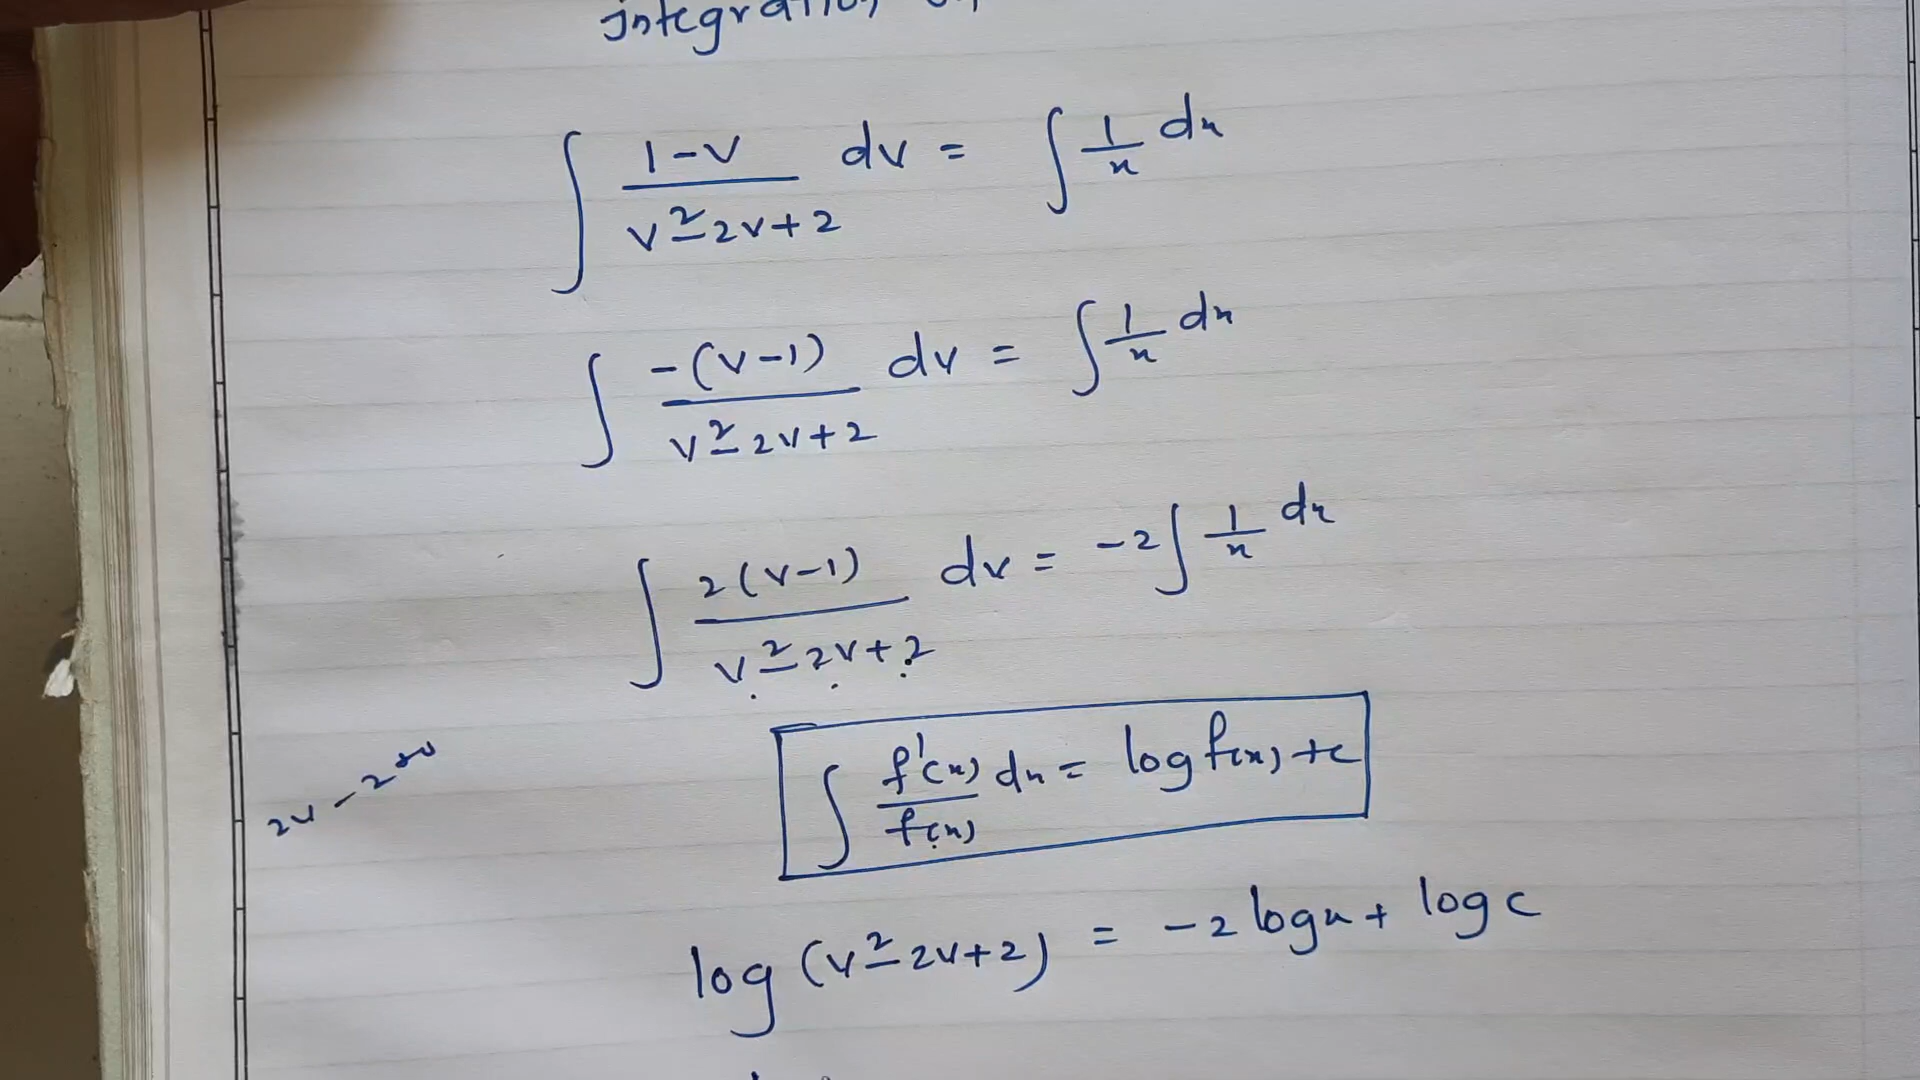 ∫ (1-v)/(v²-2v+2) dv = ∫ 1/x dx
∫ -(v-1)/(v²-2v+2) dv = ∫ 1/x dx
∫ 2(v-1)/(v²-2v+2) dv = -2∫ 1/x dx
∫ f'(x)/f(x) dx = log f(x) + c
2v - 2+0
log (v²-2v+2) = -2 log x + log c